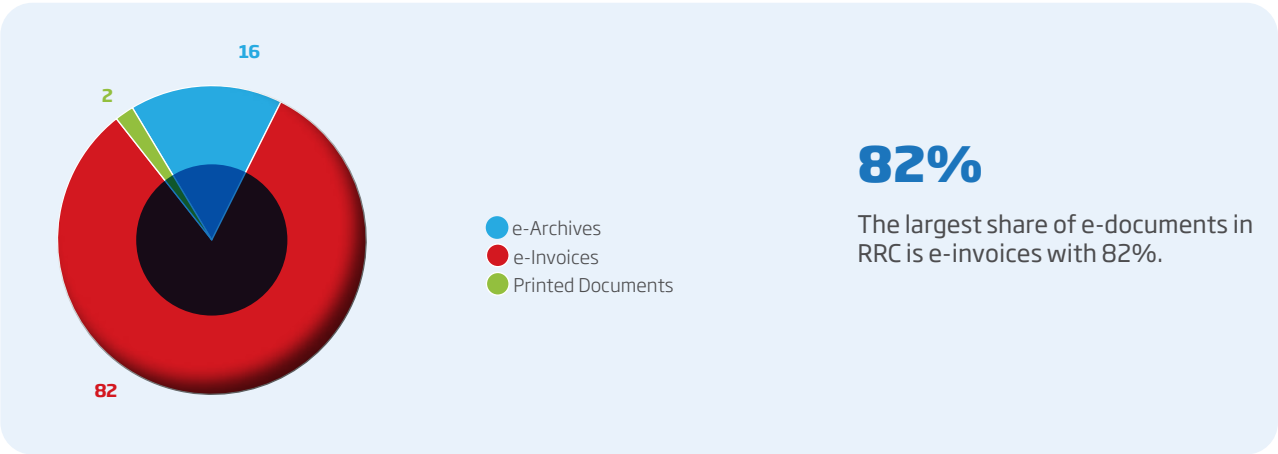 16
2
82
e-Archives
e-Invoices
Printed Documents
82%
The largest share of e-documents in
RRC is e-invoices with 82%.